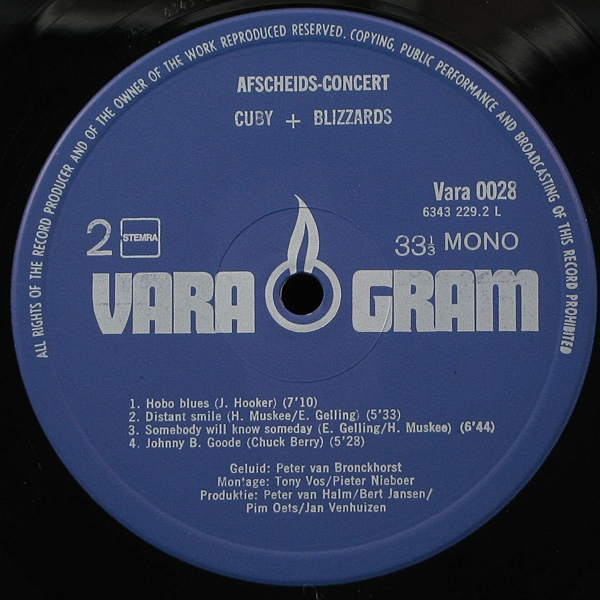 ALL RIGHTS OF THE RECORD PRODUCER AND OF THE OWNER OF THE WORK REPRODUCED RESERVED. COPYING, PUBLIC PERFORMANCE AND BROADCASTING OF THIS RECORD PROHIBITED
AFSCHEIDS-CONCERT
CUBY + BLIZZARDS
Vara 0028
6343 229.2 L
2 STEMRA 33⅓ MONO
VARA GRAM
1. Hobo blues (J. Hooker) (7'10)
2. Distant smile (H. Muskee/E. Gelling) (5'33)
3. Somebody will know someday (E. Gelling/H. Muskee) (6'44)
4. Johnny B. Goode (Chuck Berry) (5'28)
Geluid: Peter van Bronckhorst
Mon'age: Tony Vos/Pieter Nieboer
Produktie: Peter van Halm/Bert Jansen/
Pim Oets/Jan Venhuizen